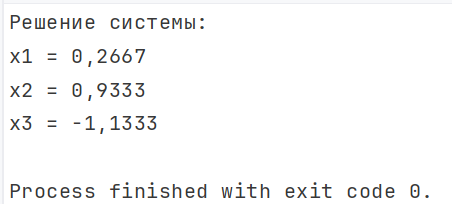 Решение системы:
x1 = 0,2667
x2 = 0,9333
x3 = -1,1333
Process finished with exit code 0.